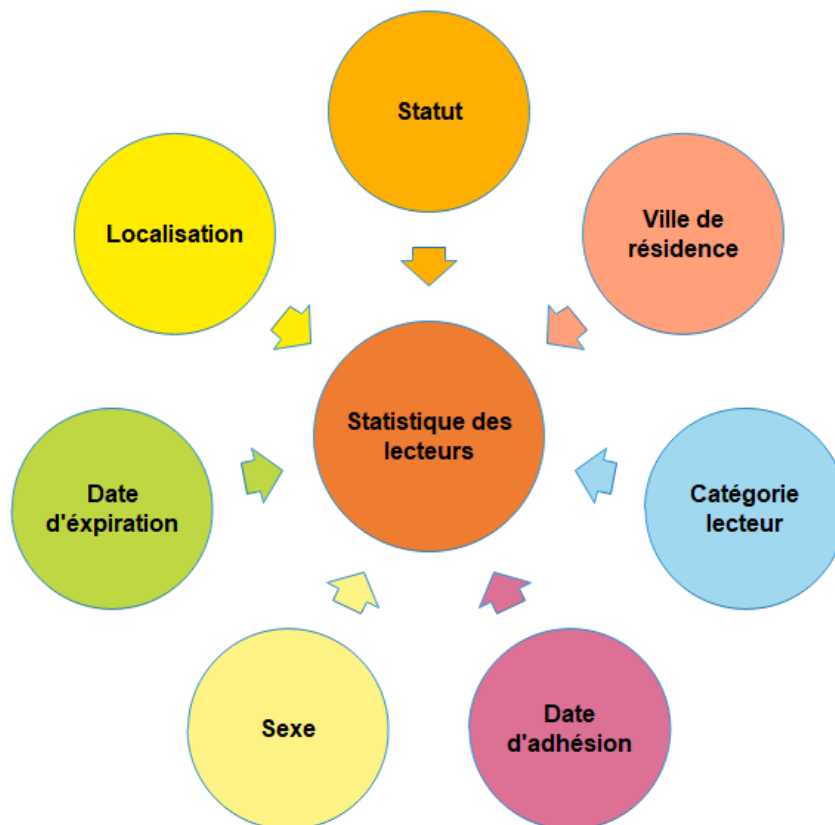 Statut
Localisation
Ville de
résidence
Statistique des
lecteurs
Date
d'éxpiration
Catégorie
lecteur
Sexe
Date
d'adhésion